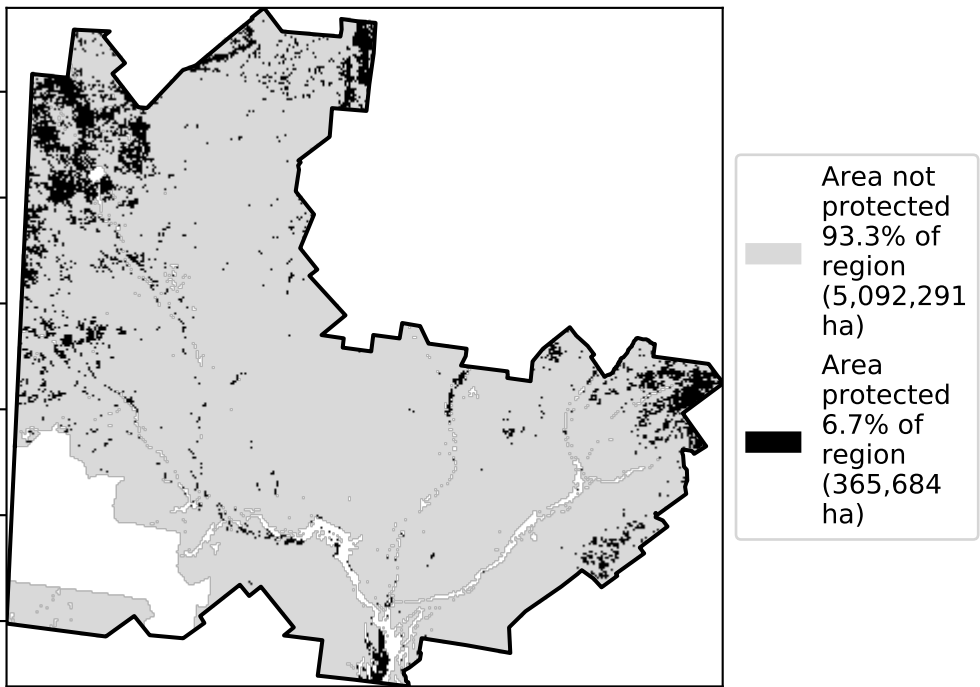 Area not
protected
93.3% of
region
(5,092,291
ha)
Area
protected
6.7% of
region
(365,684
ha)